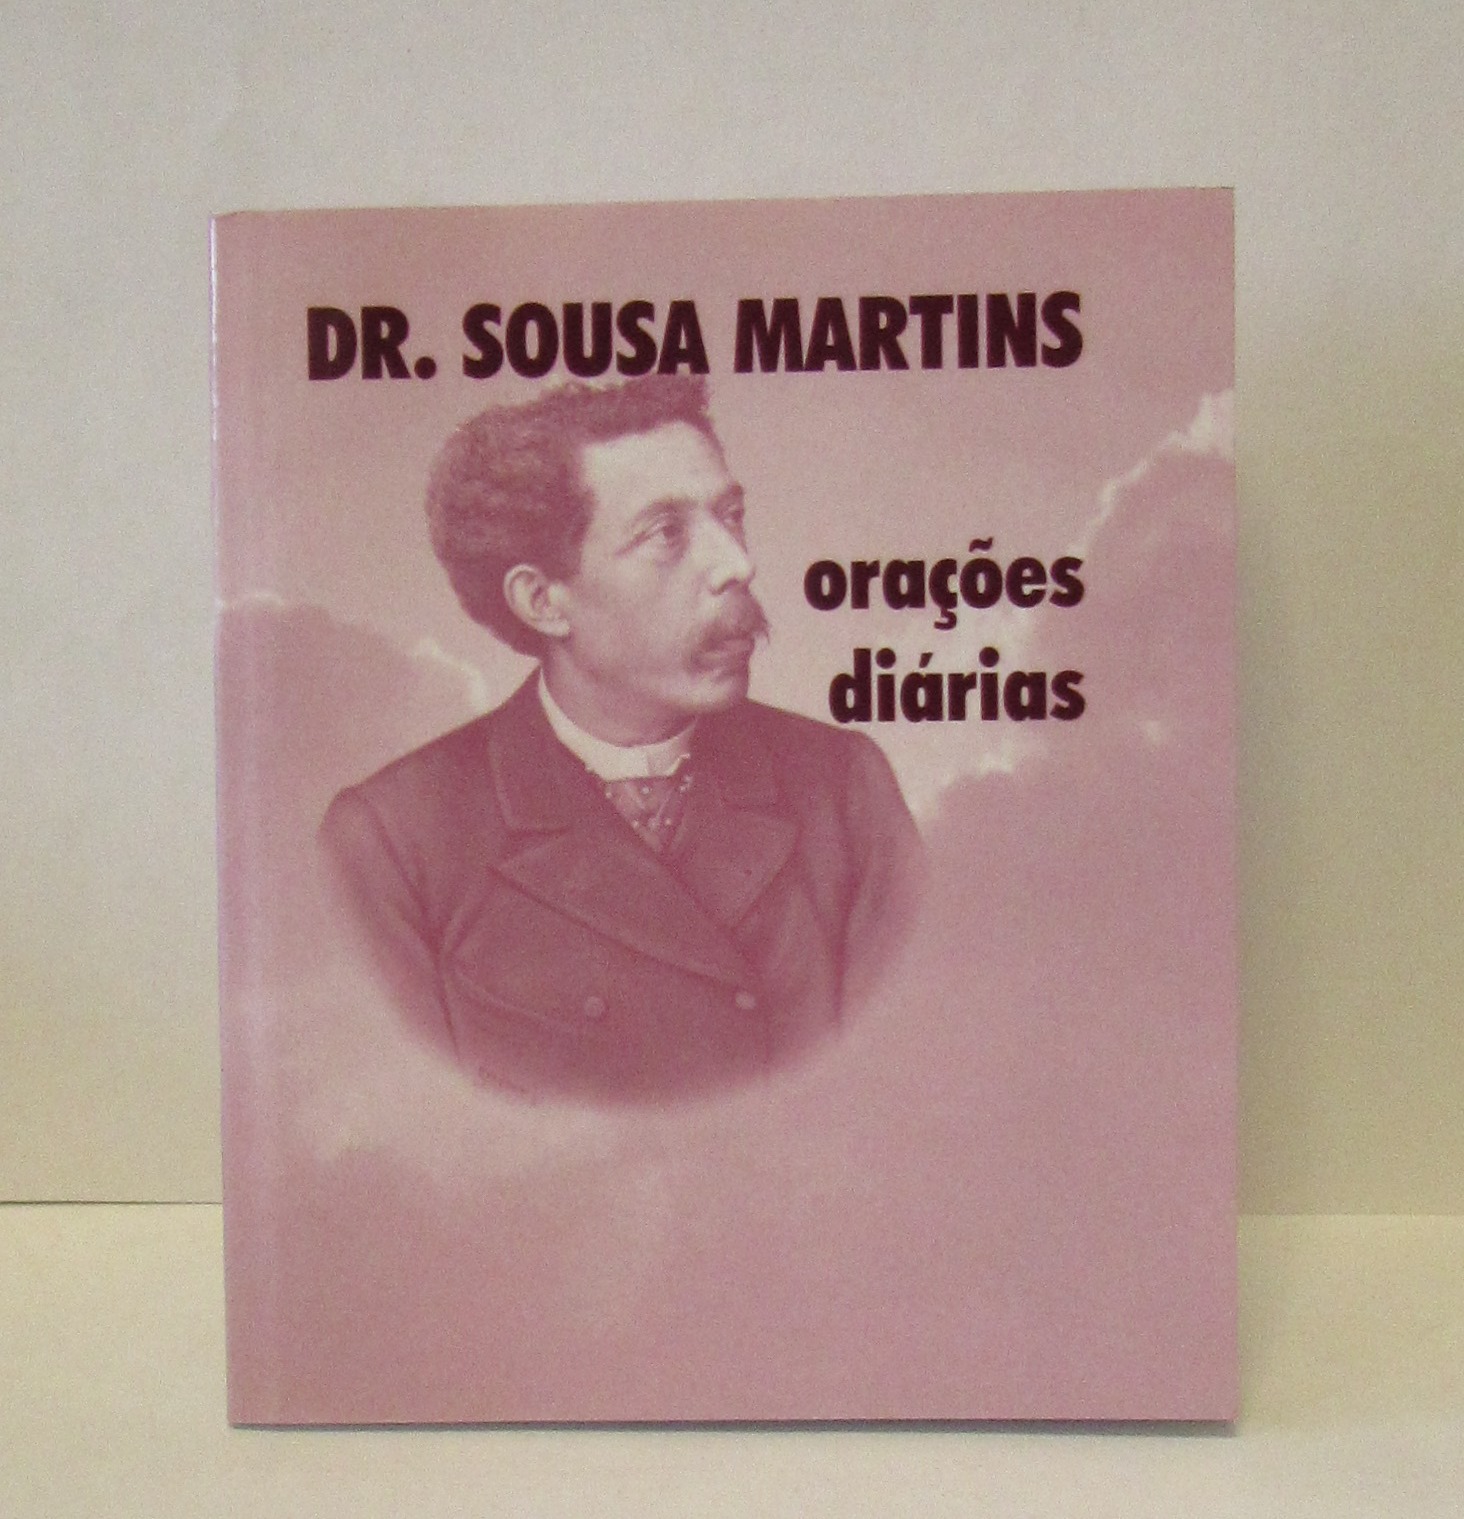 DR. SOUSA MARTINS
orações
diárias